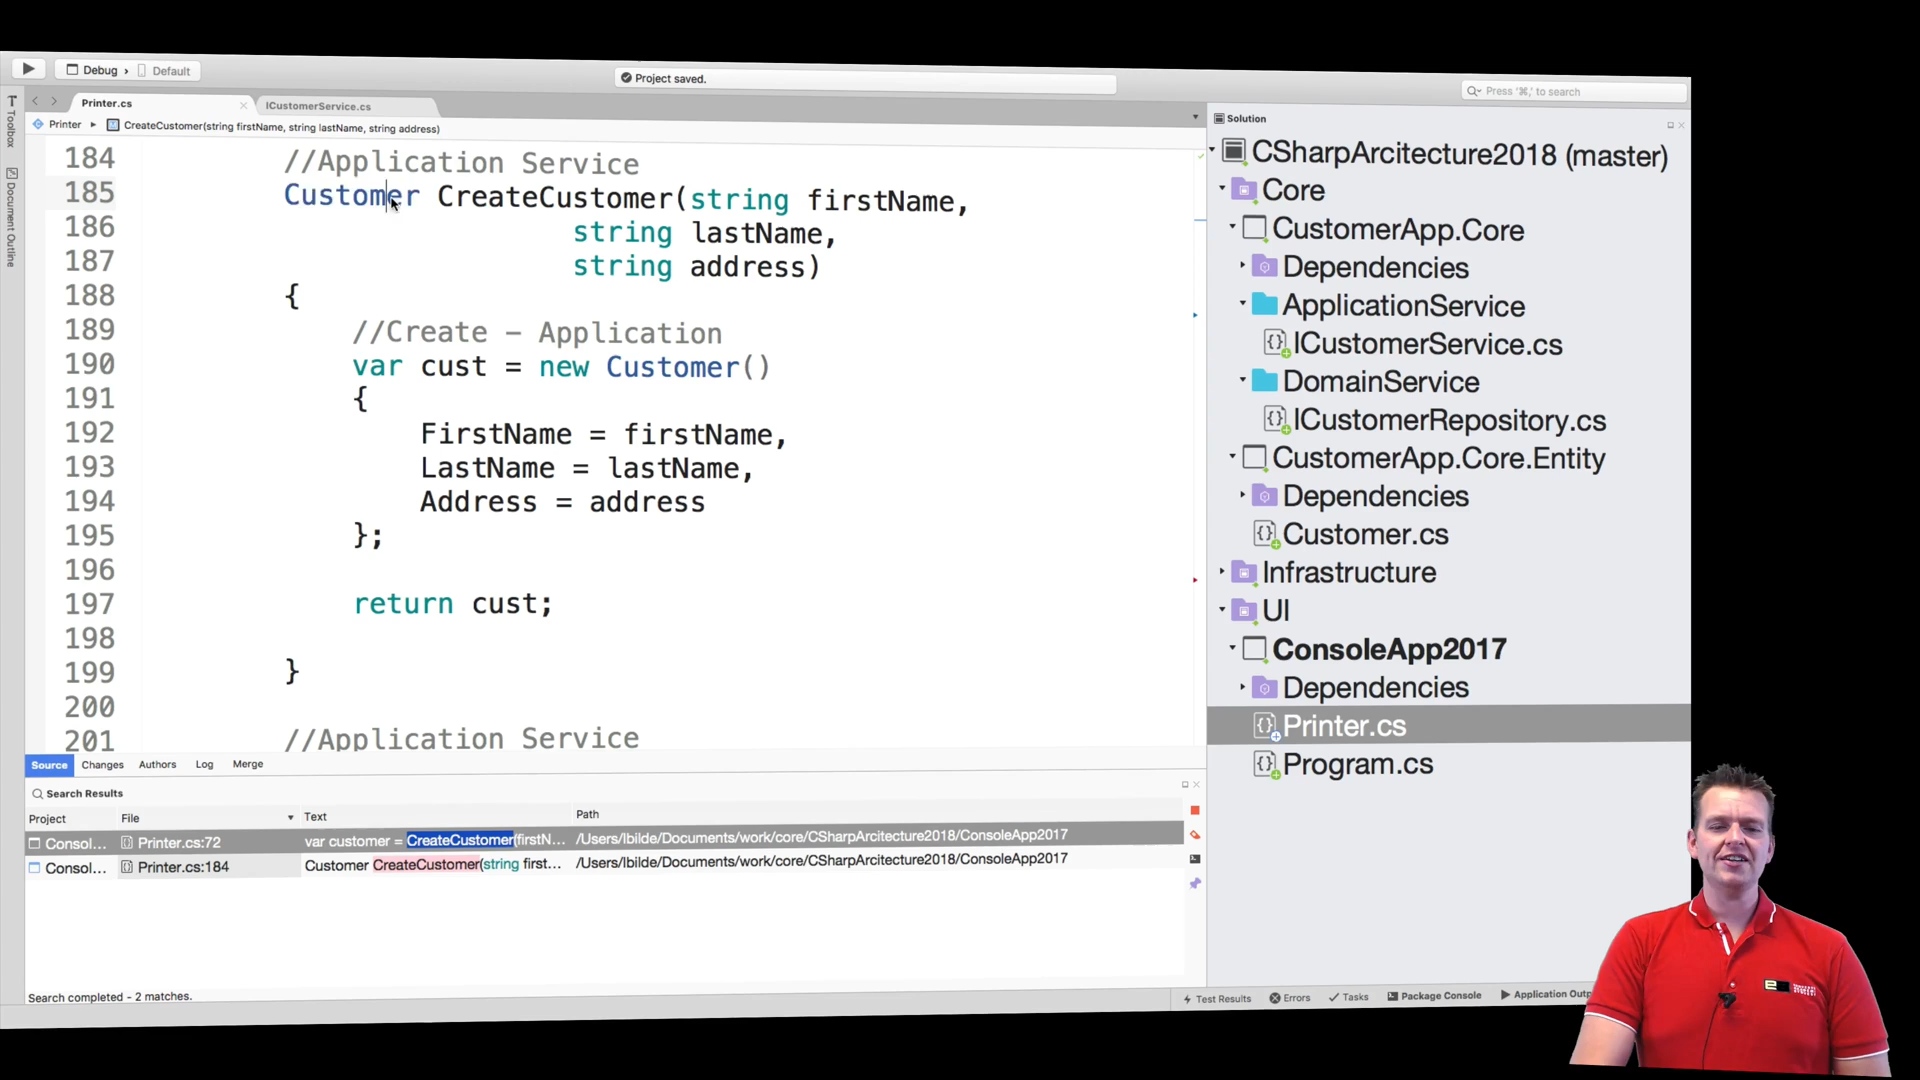 Debug › Default
Project saved.
Press '⌘,' to search
Toolbox
Document Outline
Printer.cs
ICustomerService.cs
Printer
CreateCustomer(string firstName, string lastName, string address)
184 //Application Service
185 Customer CreateCustomer(string firstName,
186 string lastName,
187 string address)
188 {
189 //Create – Application
190 var cust = new Customer()
191 {
192 FirstName = firstName,
193 LastName = lastName,
194 Address = address
195 };
196
197 return cust;
198
199 }
200
201 //Application Service
Source Changes Authors Log Merge
Search Results
Project File Text Path
Consol... Printer.cs:72 var customer = CreateCustomer(firstN... /Users/lbilde/Documents/work/core/CSharpArcitecture2018/ConsoleApp2017
Consol... Printer.cs:184 Customer CreateCustomer(string first... /Users/lbilde/Documents/work/core/CSharpArcitecture2018/ConsoleApp2017
Search completed - 2 matches.
Solution
CSharpArcitecture2018 (master)
Core
CustomerApp.Core
Dependencies
ApplicationService
ICustomerService.cs
DomainService
ICustomerRepository.cs
CustomerApp.Core.Entity
Dependencies
Customer.cs
Infrastructure
UI
ConsoleApp2017
Dependencies
Printer.cs
Program.cs
Test Results Errors Tasks Package Console Application Outp